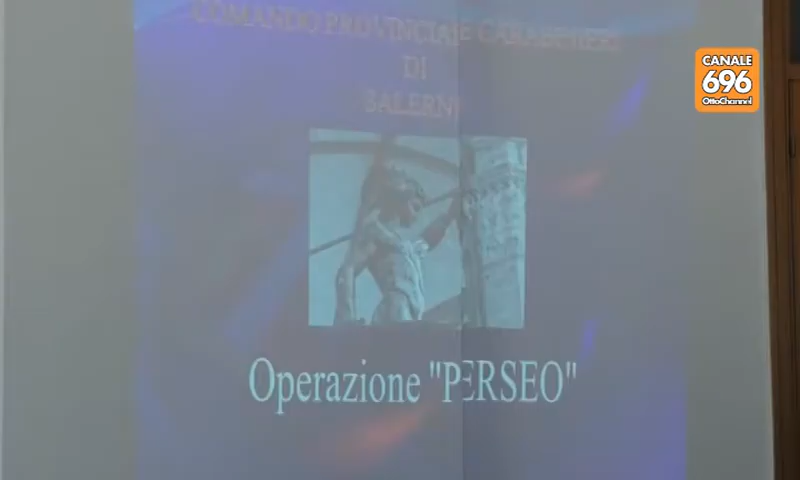 COMANDO PROVINCIALE CARABINIERI
DI
SALERNO
Operazione "PERSEO"
CANALE
696
OttoChannel